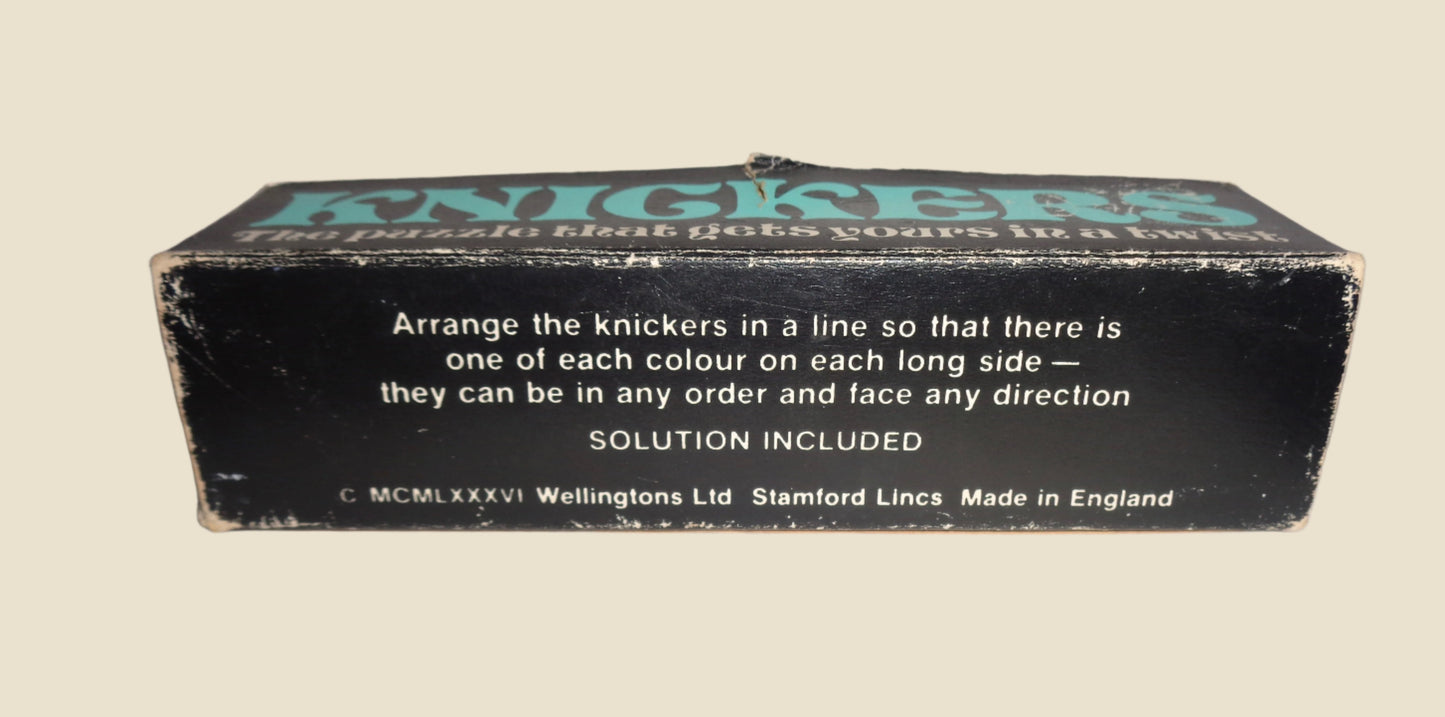 KNICKERS
The puzzle that gets yours in a twist
Arrange the knickers in a line so that there is
one of each colour on each long side —
they can be in any order and face any direction
SOLUTION INCLUDED
C MCMLXXXVI Wellingtons Ltd Stamford Lincs Made in England